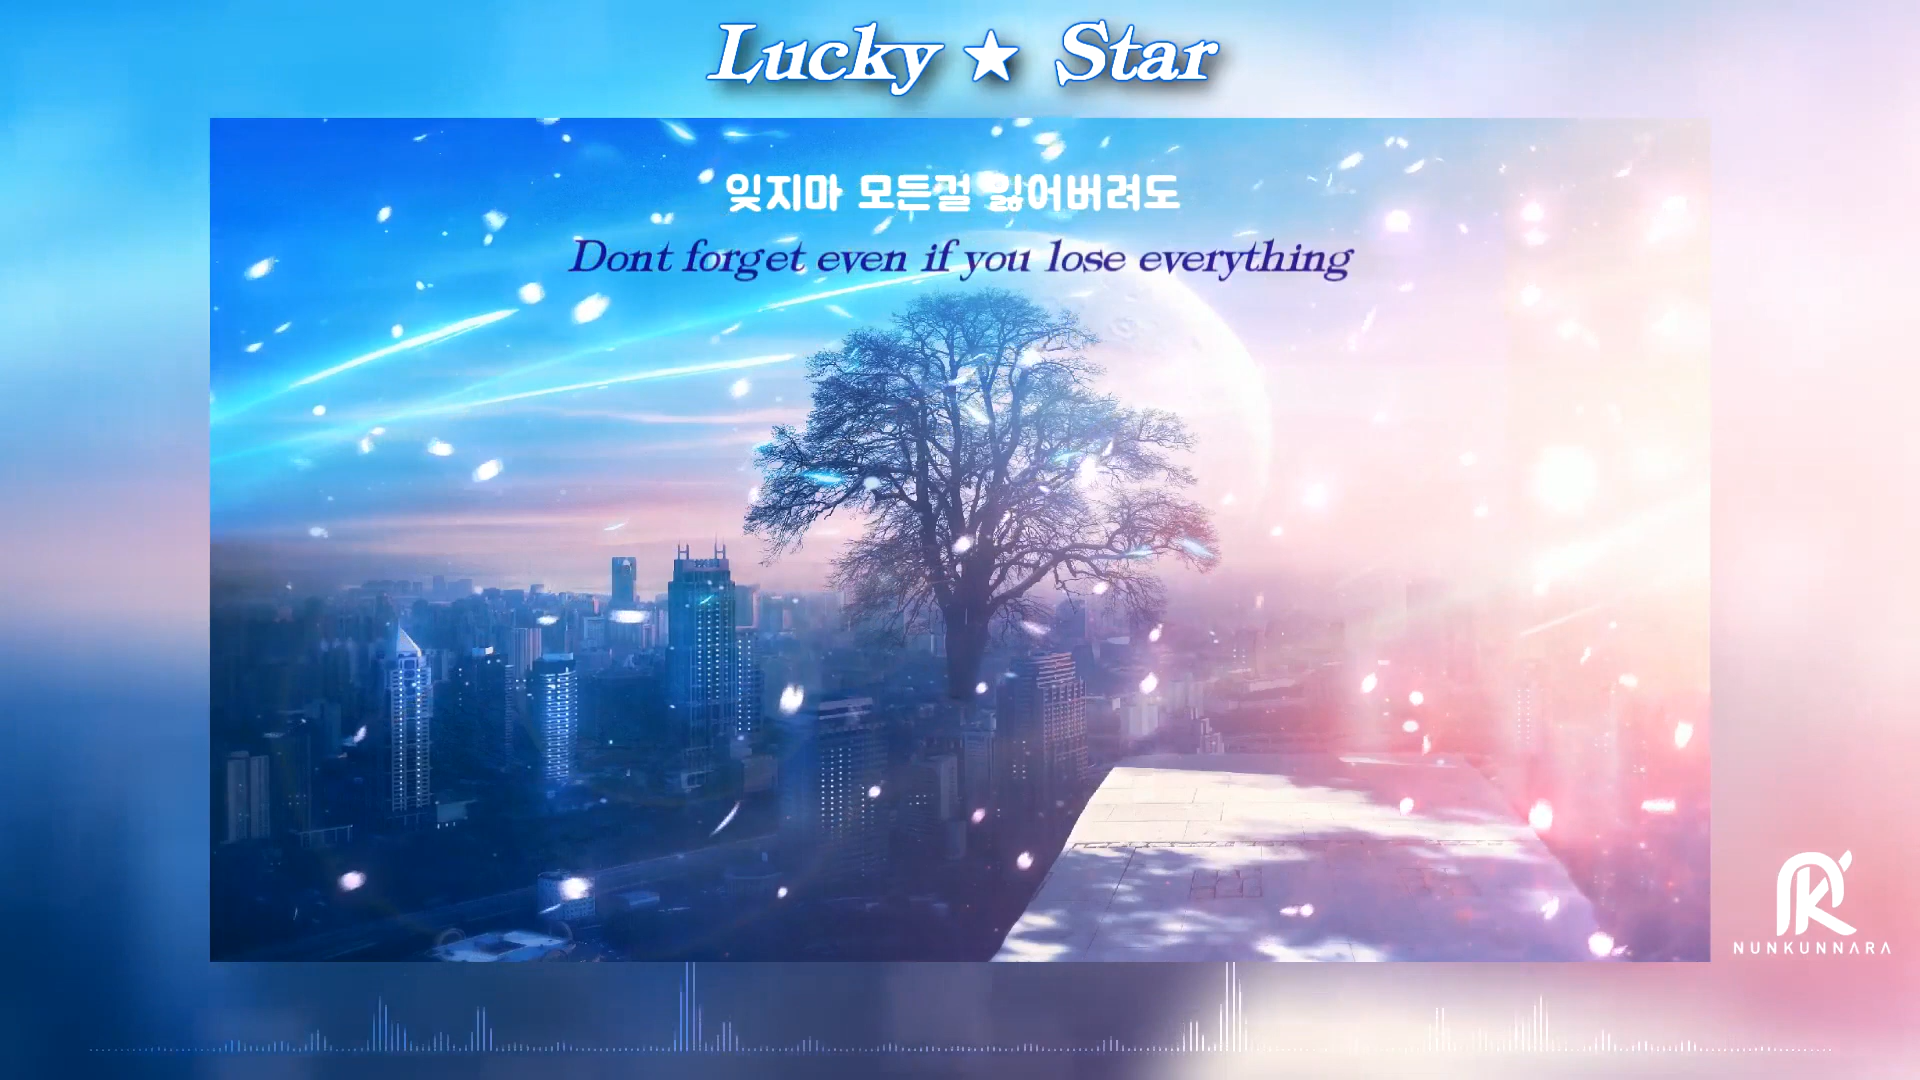 Lucky ★ Star
잊지마 모든걸 잃어버려도
Dont forget even if you lose everything
NUNKUNNARA